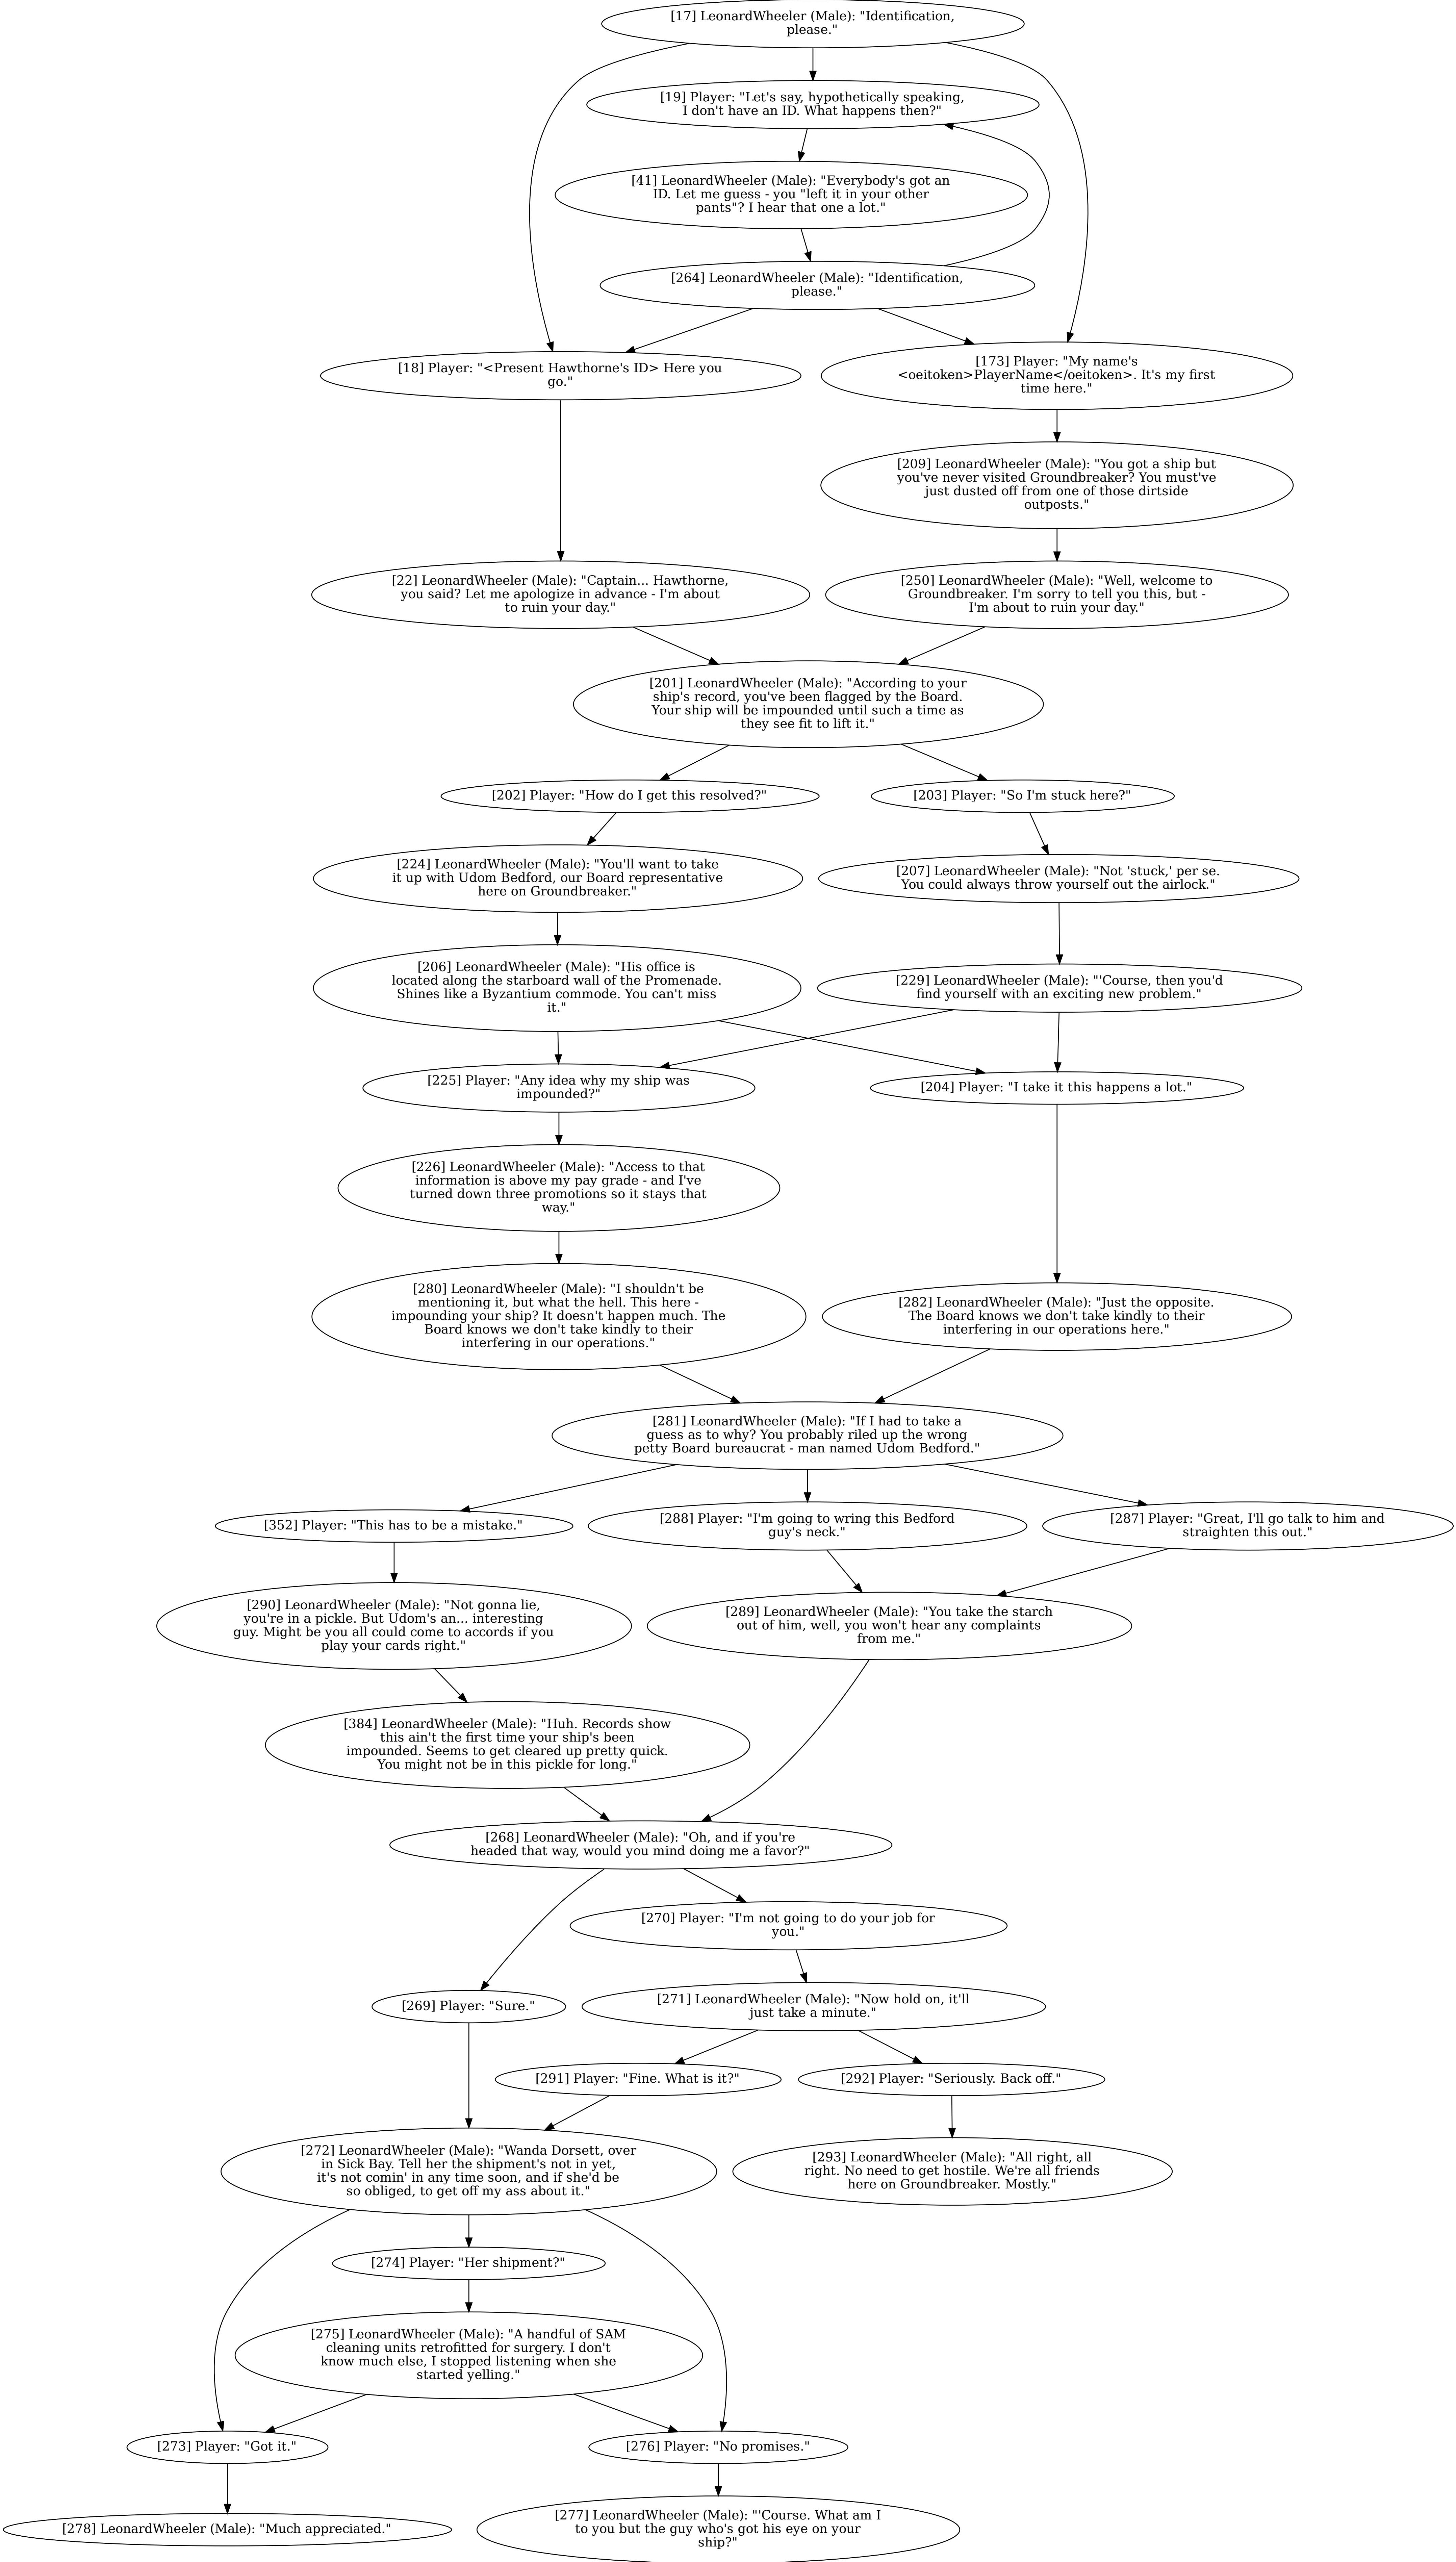 [17] LeonardWheeler (Male): "Identification,
please."
[19] Player: "Let's say, hypothetically speaking,
I don't have an ID. What happens then?"
[41] LeonardWheeler (Male): "Everybody's got an
ID. Let me guess - you "left it in your other
pants"? I hear that one a lot."
[264] LeonardWheeler (Male): "Identification,
please."
[18] Player: "<Present Hawthorne's ID> Here you
go."
[173] Player: "My name's
<oeitoken>PlayerName</oeitoken>. It's my first
time here."
[209] LeonardWheeler (Male): "You got a ship but
you've never visited Groundbreaker? You must've
just dusted off from one of those dirtside
outposts."
[22] LeonardWheeler (Male): "Captain... Hawthorne,
you said? Let me apologize in advance - I'm about
to ruin your day."
[250] LeonardWheeler (Male): "Well, welcome to
Groundbreaker. I'm sorry to tell you this, but -
I'm about to ruin your day."
[201] LeonardWheeler (Male): "According to your
ship's record, you've been flagged by the Board.
Your ship will be impounded until such a time as
they see fit to lift it."
[202] Player: "How do I get this resolved?"
[203] Player: "So I'm stuck here?"
[224] LeonardWheeler (Male): "You'll want to take
it up with Udom Bedford, our Board representative
here on Groundbreaker."
[207] LeonardWheeler (Male): "Not 'stuck,' per se.
You could always throw yourself out the airlock."
[206] LeonardWheeler (Male): "His office is
located along the starboard wall of the Promenade.
Shines like a Byzantium commode. You can't miss
it."
[229] LeonardWheeler (Male): "'Course, then you'd
find yourself with an exciting new problem."
[225] Player: "Any idea why my ship was
impounded?"
[204] Player: "I take it this happens a lot."
[226] LeonardWheeler (Male): "Access to that
information is above my pay grade - and I've
turned down three promotions so it stays that
way."
[280] LeonardWheeler (Male): "I shouldn't be
mentioning it, but what the hell. This here -
impounding your ship? It doesn't happen much. The
Board knows we don't take kindly to their
interfering in our operations."
[282] LeonardWheeler (Male): "Just the opposite.
The Board knows we don't take kindly to their
interfering in our operations here."
[281] LeonardWheeler (Male): "If I had to take a
guess as to why? You probably riled up the wrong
petty Board bureaucrat - man named Udom Bedford."
[352] Player: "This has to be a mistake."
[288] Player: "I'm going to wring this Bedford
guy's neck."
[287] Player: "Great, I'll go talk to him and
straighten this out."
[290] LeonardWheeler (Male): "Not gonna lie,
you're in a pickle. But Udom's an... interesting
guy. Might be you all could come to accords if you
play your cards right."
[289] LeonardWheeler (Male): "You take the starch
out of him, well, you won't hear any complaints
from me."
[384] LeonardWheeler (Male): "Huh. Records show
this ain't the first time your ship's been
impounded. Seems to get cleared up pretty quick.
You might not be in this pickle for long."
[268] LeonardWheeler (Male): "Oh, and if you're
headed that way, would you mind doing me a favor?"
[270] Player: "I'm not going to do your job for
you."
[269] Player: "Sure."
[271] LeonardWheeler (Male): "Now hold on, it'll
just take a minute."
[291] Player: "Fine. What is it?"
[292] Player: "Seriously. Back off."
[272] LeonardWheeler (Male): "Wanda Dorsett, over
in Sick Bay. Tell her the shipment's not in yet,
it's not comin' in any time soon, and if she'd be
so obliged, to get off my ass about it."
[293] LeonardWheeler (Male): "All right, all
right. No need to get hostile. We're all friends
here on Groundbreaker. Mostly."
[274] Player: "Her shipment?"
[275] LeonardWheeler (Male): "A handful of SAM
cleaning units retrofitted for surgery. I don't
know much else, I stopped listening when she
started yelling."
[273] Player: "Got it."
[276] Player: "No promises."
[278] LeonardWheeler (Male): "Much appreciated."
[277] LeonardWheeler (Male): "'Course. What am I
to you but the guy who's got his eye on your
ship?"